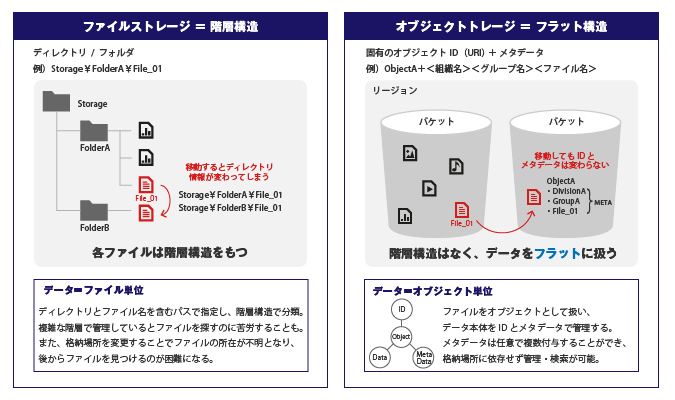 ファイルストレージ ＝ 階層構造
ディレクトリ / フォルダ
例）Storage￥FolderA￥File_01
Storage
FolderA
移動するとディレクトリ
情報が変わってしまう
File_01
Storage￥FolderA￥File_01
Storage￥FolderB￥File_01
FolderB
各ファイルは階層構造をもつ
データ=ファイル単位
ディレクトリとファイル名を含むパスで指定し、階層構造で分類。
複雑な階層で管理しているとファイルを探すのに苦労することも。
また、格納場所を変更することでファイルの所在が不明となり、
後からファイルを見つけるのが困難になる。
オブジェクトトレージ ＝ フラット構造
固有のオブジェクト ID（URI）＋ メタデータ
例）ObjectA＋＜組織名＞＜グループ名＞＜ファイル名＞
リージョン
バケット
バケット
移動しても ID と
メタデータは変わらない
ObjectA
・DivisionA
・GroupA
・File_01
META
File_01
階層構造はなく、データをフラットに扱う
データ=オブジェクト単位
ID
Object
Data
Meta
Data
ファイルをオブジェクトとして扱い、
データ本体を ID とメタデータで管理する。
メタデータは任意で複数付与することができ、
格納場所に依存せず管理・検索が可能。